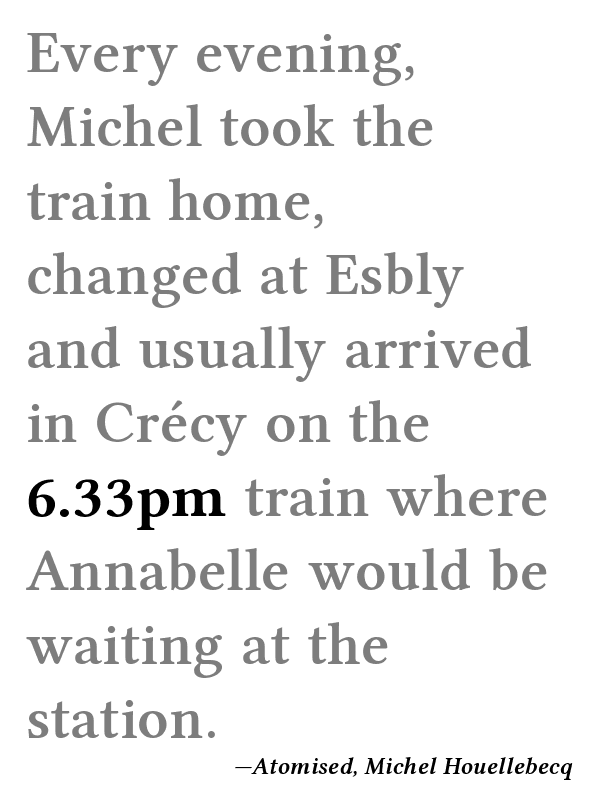 Every evening,
Michel took the
train home,
changed at Esbly
and usually arrived
in Crécy on the
6.33pm train where
Annabelle would be
waiting at the
station.
—Atomised, Michel Houellebecq